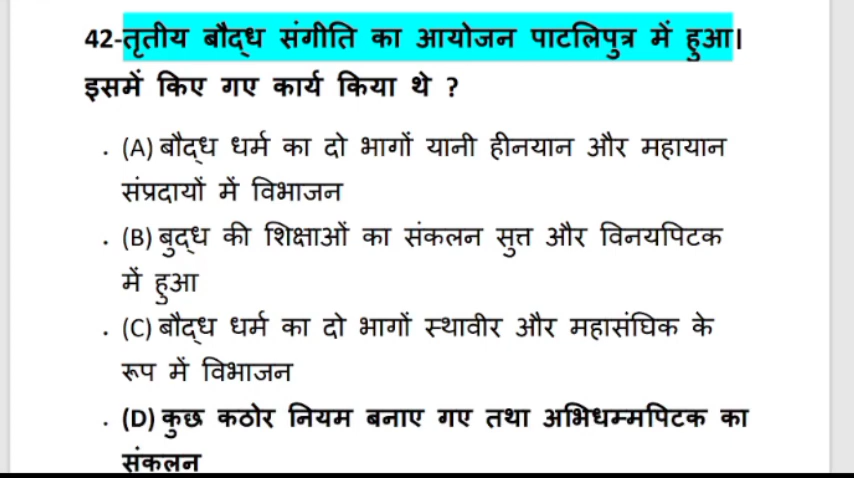 42-तृतीय बौद्ध संगीति का आयोजन पाटलिपुत्र में हुआ|
इसमें किए गए कार्य किया थे ?
. (A) बौद्ध धर्म का दो भागों यानी हीनयान और महायान
संप्रदायों में विभाजन
. (B) बुद्ध की शिक्षाओं का संकलन सुत्त और विनयपिटक
में हुआ
. (C) बौद्ध धर्म का दो भागों स्थावीर और महासंघिक के
रूप में विभाजन
. (D) कुछ कठोर नियम बनाए गए तथा अभिधम्मपिटक का
संकलन